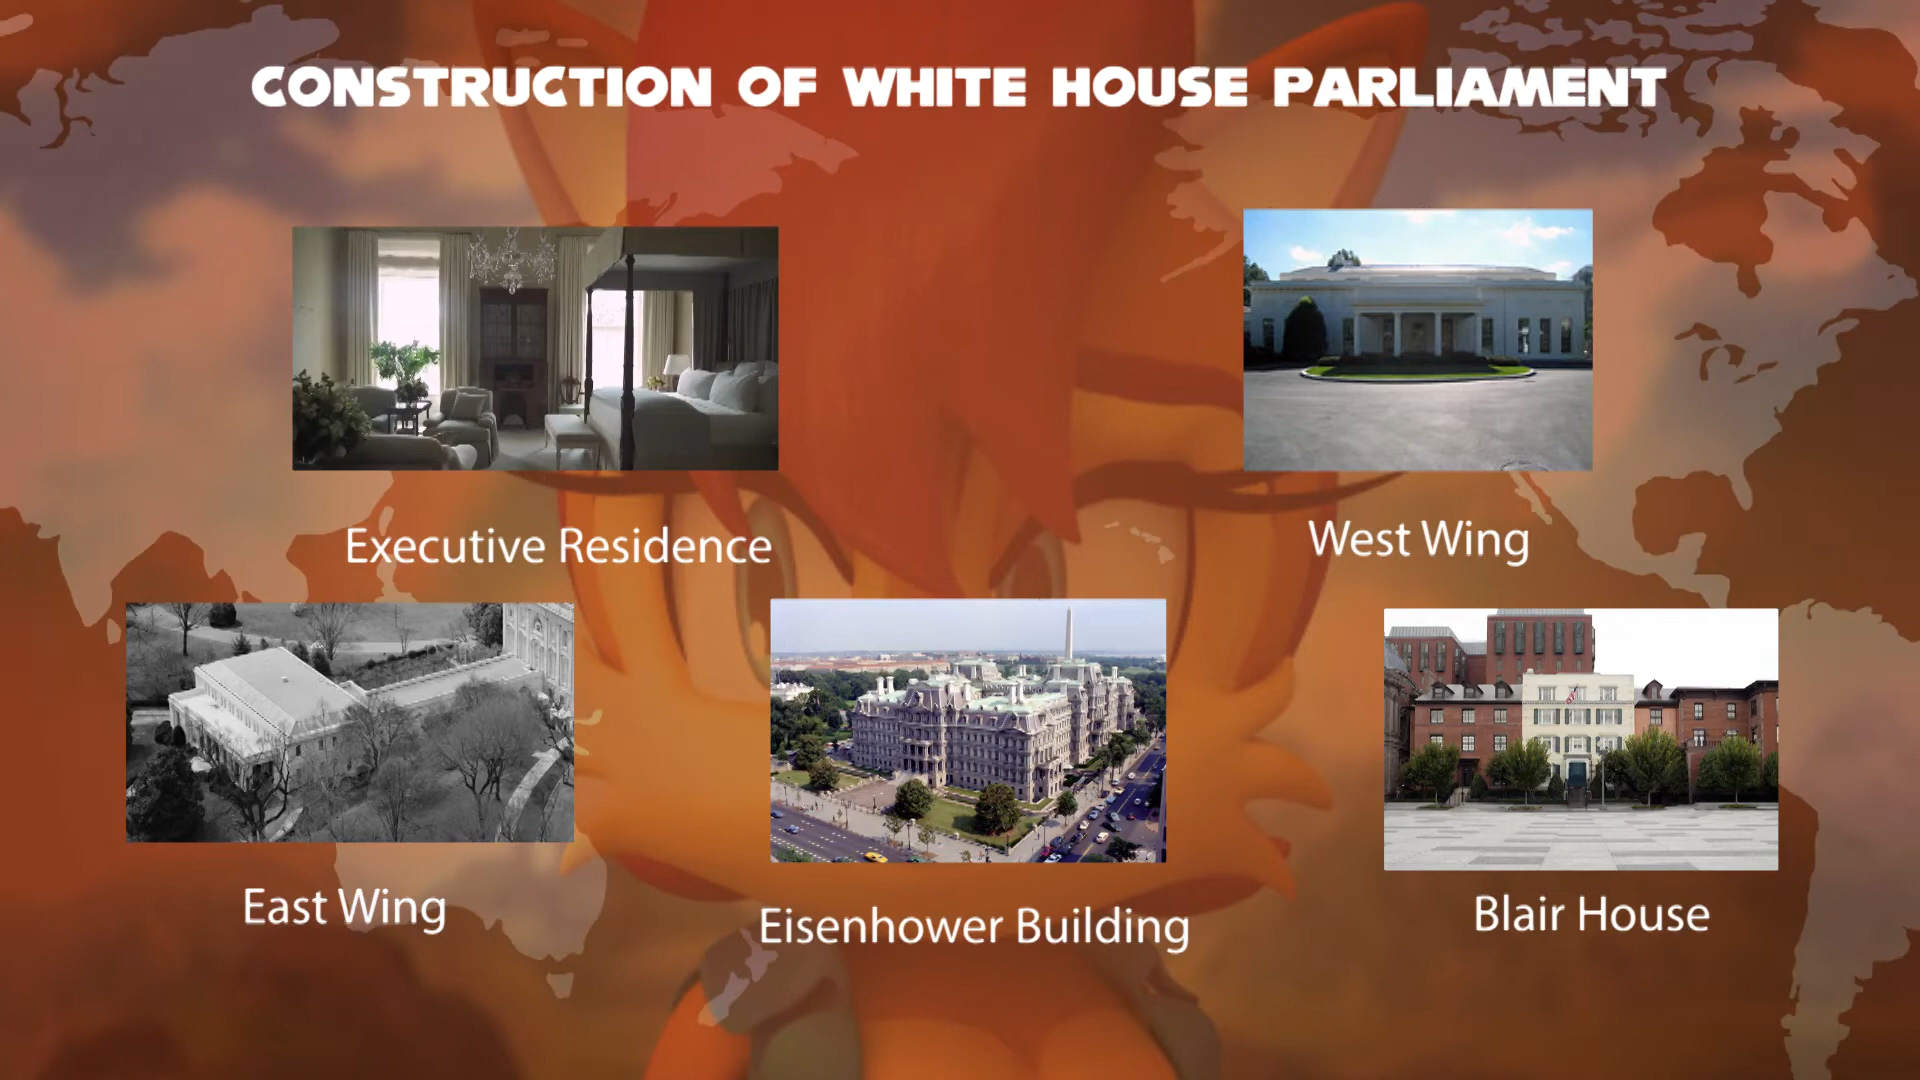 CONSTRUCTION OF WHITE HOUSE PARLIAMENT
Executive Residence
West Wing
East Wing
Eisenhower Building
Blair House